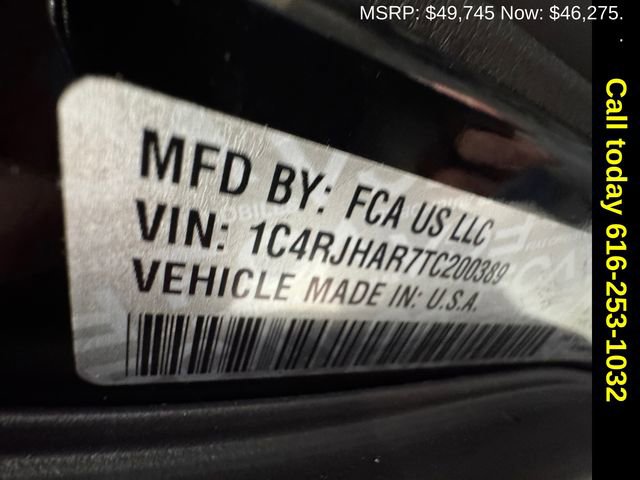 MSRP: $49,745 Now: $46,275.
MFD BY: FCA US LLC
VIN: 1C4RJHAR7TC200389
VEHICLE MADE IN: U.S.A.
Call today 616-253-1032